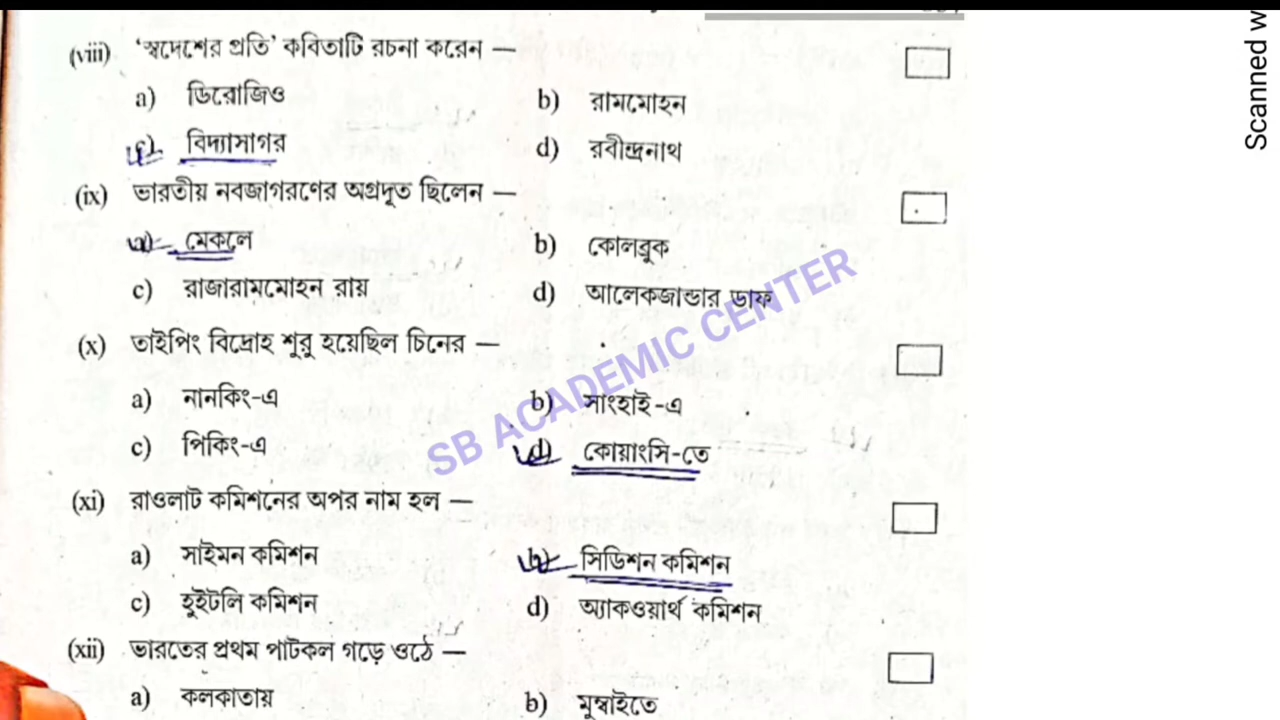 (viii) ‘স্বদেশের প্রতি’ কবিতাটি রচনা করেন —
a) ডিরোজিও b) রামমোহন
c) বিদ্যাসাগর d) রবীন্দ্রনাথ
(ix) ভারতীয় নবজাগরণের অগ্রদূত ছিলেন —
a) মেকলে b) কোলব্রুক
c) রাজারামমোহন রায় d) আলেকজান্ডার ডাফ
(x) তাইপিং বিদ্রোহ শুরু হয়েছিল চিনের —
a) নানকিং-এ b) সাংহাই-এ
c) পিকিং-এ d) কোয়াংসি-তে
(xi) রাওলাট কমিশনের অপর নাম হল —
a) সাইমন কমিশন b) সিডিশন কমিশন
c) হুইটলি কমিশন d) অ্যাকওয়ার্থ কমিশন
(xii) ভারতের প্রথম পাটকল গড়ে ওঠে —
a) কলকাতায় b) মুম্বাইতে
SB ACADEMIC CENTER
Scanned w